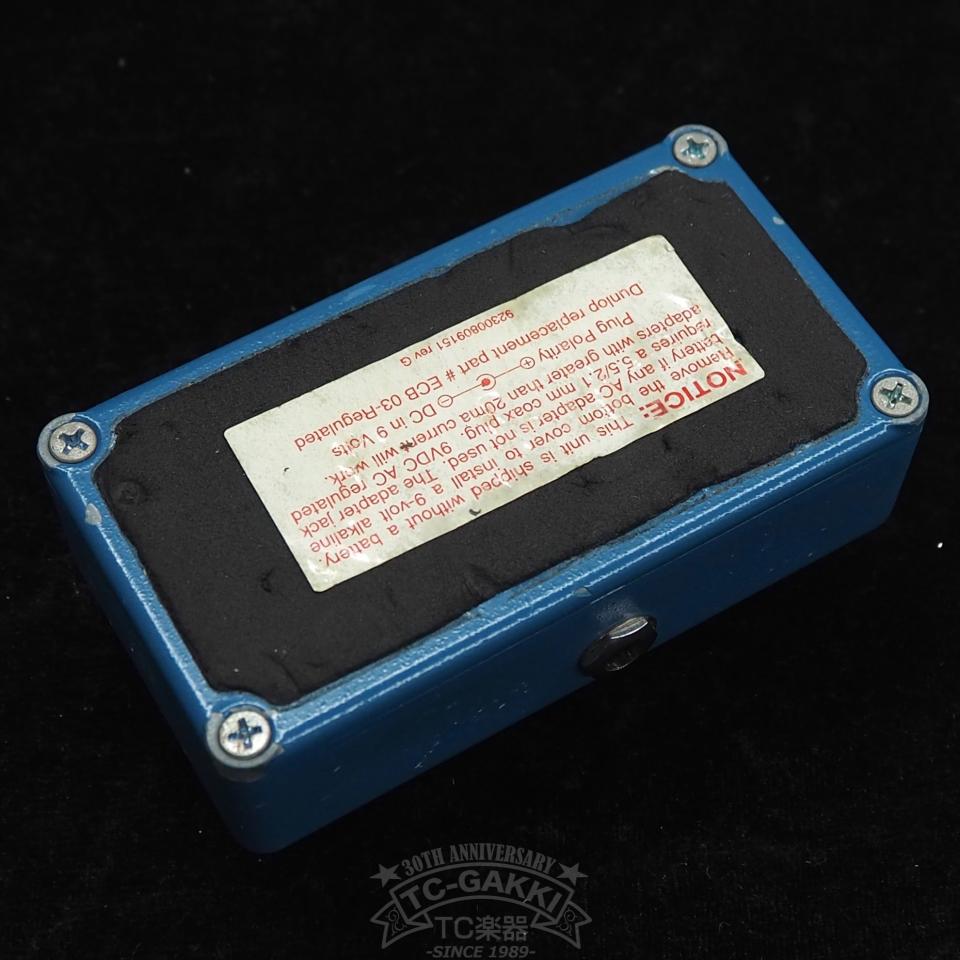 NOTICE: This unit is shipped without a battery.
Remove the bottom cover to install a 9-volt alkaline
battery if any AC adapter is not used. The adapter jack
requires a 5.5/2.1 mm coax plug. 9VDC AC regulated
adapters with greater than 20ma current will work.
Plug Polarity + DC in 9 Volts
Dunlop replacement part # ECB 03-Regulated
92300809151 rev G
30TH ANNIVERSARY
TC-GAKKI
TC楽器
-SINCE 1989-